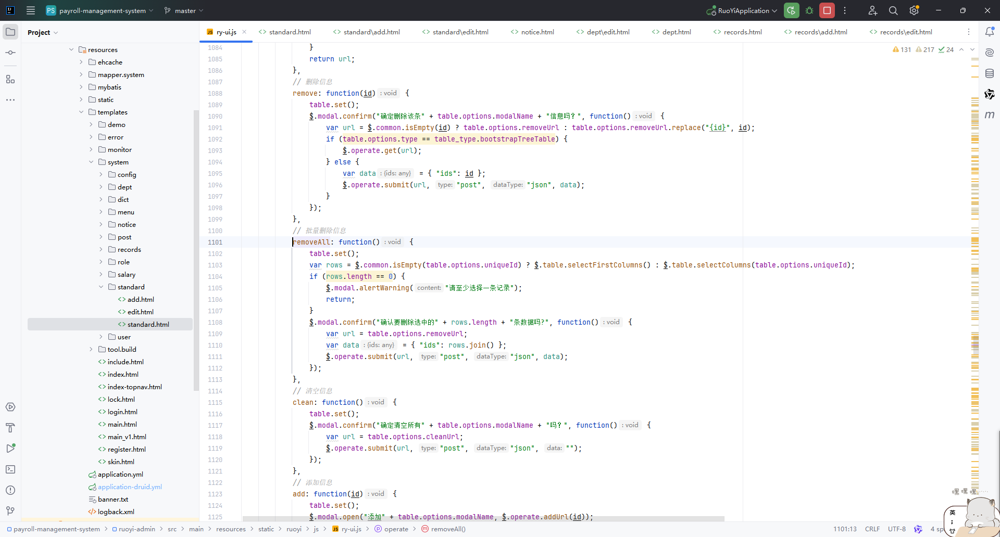 PS payroll-management-system master RuoYiApplication
Project
ry-ui.js standard.html standard\add.html standard\edit.html notice.html dept\edit.html dept.html records.html records\add.html records\edit.html
131 217 24
resources
ehcache
mapper.system
mybatis
static
templates
demo
error
monitor
system
config
dept
dict
menu
notice
post
records
role
salary
standard
add.html
edit.html
standard.html
user
tool.build
include.html
index.html
index-topnav.html
lock.html
login.html
main.html
main_v1.html
register.html
skin.html
application.yml
application-druid.yml
banner.txt
logback.xml
1084 }
1085 return url;
1086 },
1087 // 删除信息
1088 remove: function(id) : void {
1089 table.set();
1090 $.modal.confirm("确定删除该条" + table.options.modalName + "信息吗？", function() : void {
1091 var url = $.common.isEmpty(id) ? table.options.removeUrl : table.options.removeUrl.replace("{id}", id);
1092 if (table.options.type == table_type.bootstrapTreeTable) {
1093 $.operate.get(url);
1094 } else {
1095 var data : {ids: any} = { "ids": id };
1096 $.operate.submit(url, type: "post", dataType: "json", data);
1097 }
1098 });
1099 },
1100 // 批量删除信息
1101 removeAll: function() : void {
1102 table.set();
1103 var rows = $.common.isEmpty(table.options.uniqueId) ? $.table.selectFirstColumns() : $.table.selectColumns(table.options.uniqueId);
1104 if (rows.length == 0) {
1105 $.modal.alertWarning( content: "请至少选择一条记录");
1106 return;
1107 }
1108 $.modal.confirm("确认要删除选中的" + rows.length + "条数据吗?", function() : void {
1109 var url = table.options.removeUrl;
1110 var data : {ids: any} = { "ids": rows.join() };
1111 $.operate.submit(url, type: "post", dataType: "json", data);
1112 });
1113 },
1114 // 清空信息
1115 clean: function() : void {
1116 table.set();
1117 $.modal.confirm("确定清空所有" + table.options.modalName + "吗？", function() : void {
1118 var url = table.options.cleanUrl;
1119 $.operate.submit(url, type: "post", dataType: "json", data: "");
1120 });
1121 },
1122 // 添加信息
1123 add: function(id) : void {
1124 table.set();
1125 $.modal.open("添加" + table.options.modalName, $.operate.addUrl(id));
嘿 嘿 嘿
英
;
payroll-management-system > ruoyi-admin > src > main > resources > static > ruoyi > js > ry-ui.js > operate > removeAll()
1101:13 CRLF UTF-8 4 sp